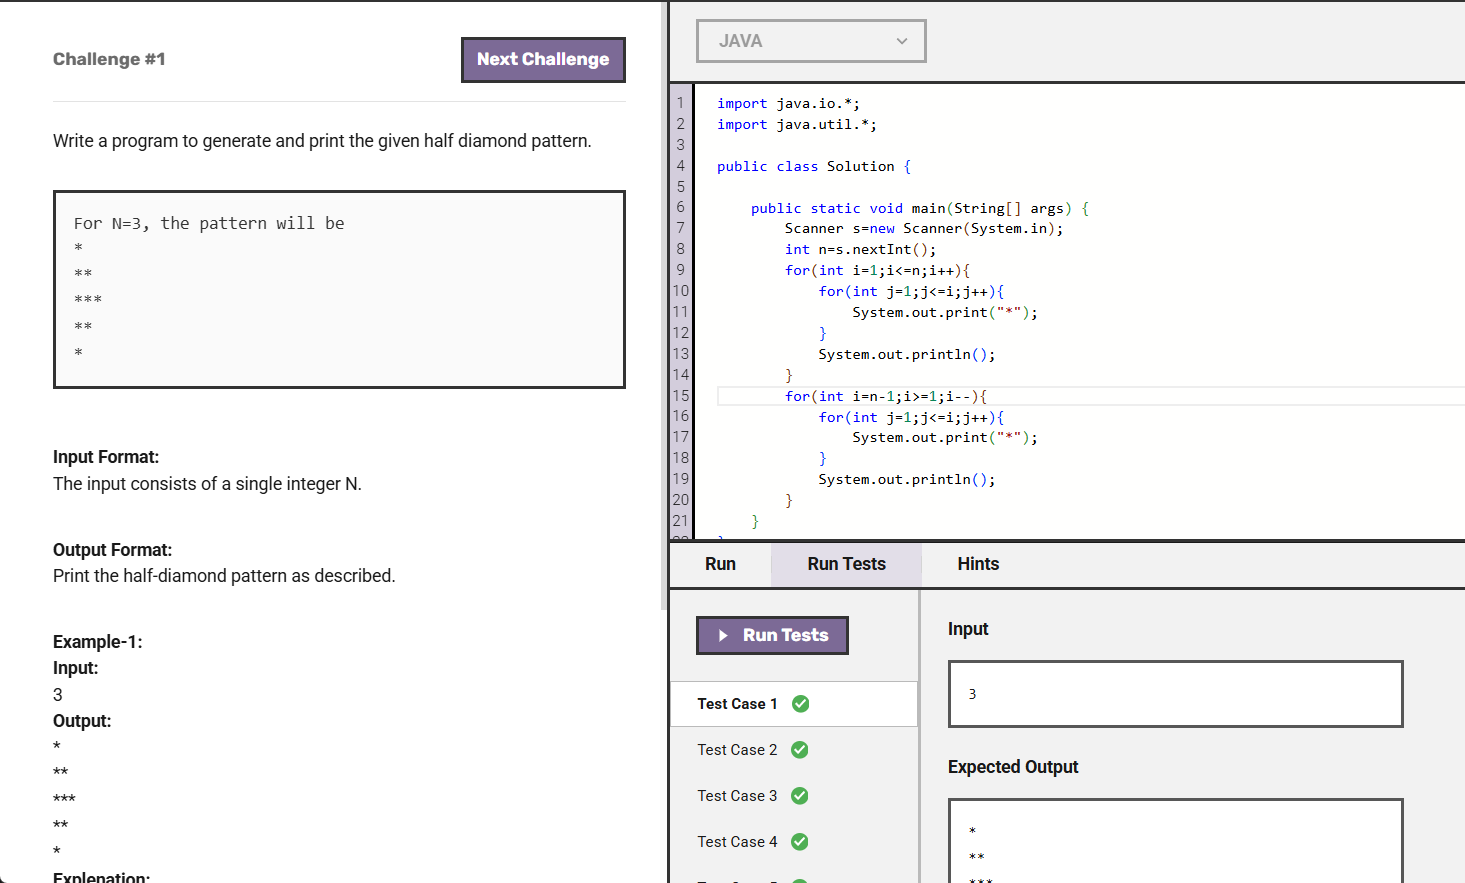 Challenge #1
Next Challenge
Write a program to generate and print the given half diamond pattern.
For N=3, the pattern will be
*
**
***
**
*
Input Format:
The input consists of a single integer N.
Output Format:
Print the half-diamond pattern as described.
Example-1:
Input:
3
Output:
*
**
***
**
*
Explenation:
JAVA
1 import java.io.*;
2 import java.util.*;
3
4 public class Solution {
5
6     public static void main(String[] args) {
7         Scanner s=new Scanner(System.in);
8         int n=s.nextInt();
9         for(int i=1;i<=n;i++){
10             for(int j=1;j<=i;j++){
11                 System.out.print("*");
12             }
13             System.out.println();
14         }
15         for(int i=n-1;i>=1;i--){
16             for(int j=1;j<=i;j++){
17                 System.out.print("*");
18             }
19             System.out.println();
20         }
21     }
Run
Run Tests
Hints
Run Tests
Test Case 1
Test Case 2
Test Case 3
Test Case 4
Input
3
Expected Output
*
**
***